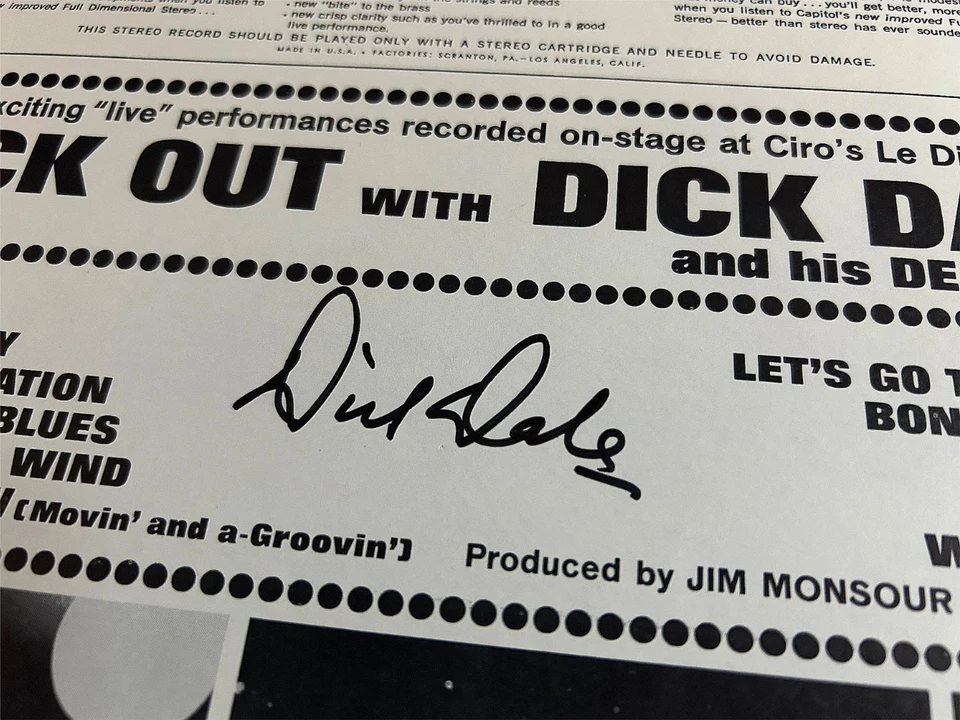 when you listen to
improved Full Dimensional Stereo...
• new "bite" to the brass
• new crisp clarity such as you've thrilled to in a good
live performance.
strings and reeds
can buy ... you'll get better, more
when you listen to Capitol's new improved Fu
Stereo — better than stereo has ever sounde
THIS STEREO RECORD SHOULD BE PLAYED ONLY WITH A STEREO CARTRIDGE AND NEEDLE TO AVOID DAMAGE.
MADE IN U.S.A. • FACTORIES: SCRANTON, PA.—LOS ANGELES, CALIF.
xciting "live" performances recorded on-stage at Ciro's Le Di
CK OUT WITH DICK DA
and his DE
Y
ATION
BLUES
WIND
(Movin' and a-Groovin')
Dick Dale
LET'S GO T
BON
W
Produced by JIM MONSOUR